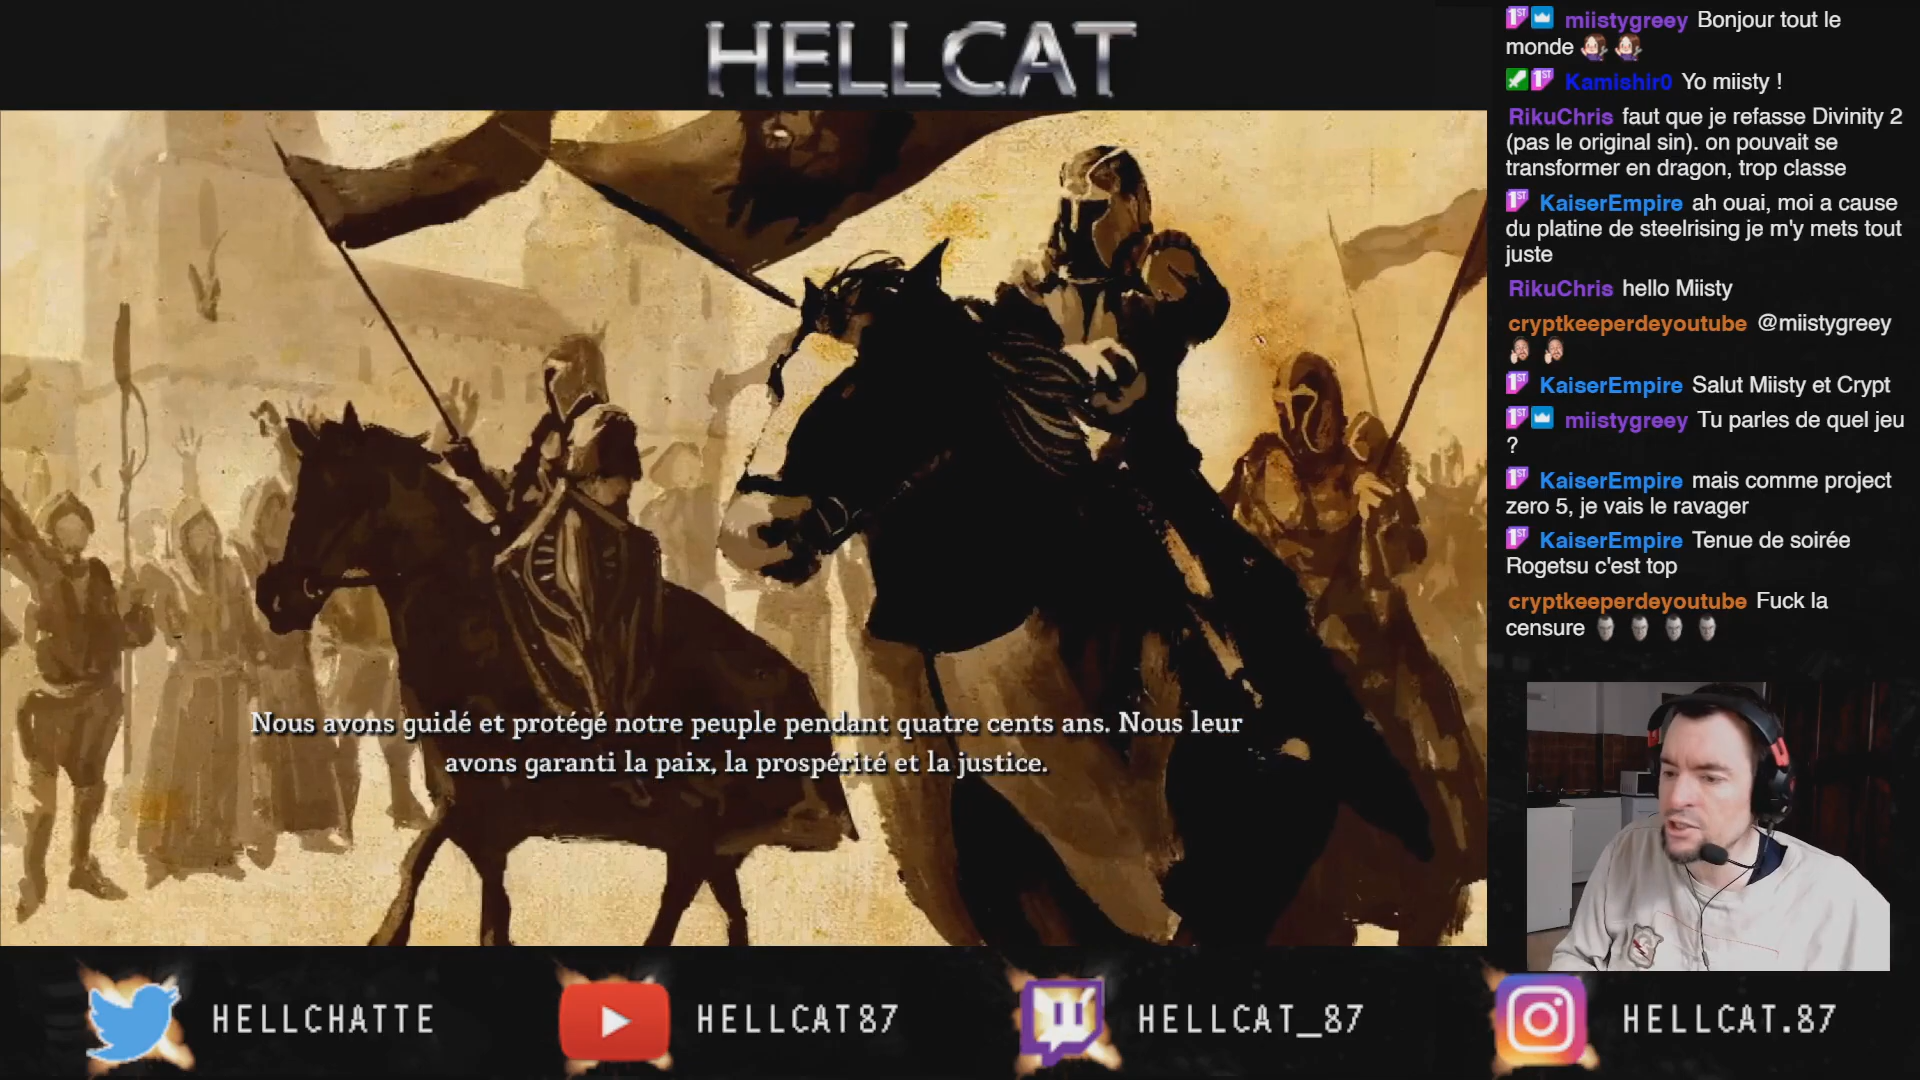 HELLCAT
miistygreey Bonjour tout le
monde
Kamishir0 Yo miisty !
RikuChris faut que je refasse Divinity 2
(pas le original sin). on pouvait se
transformer en dragon, trop classe
KaiserEmpire ah ouai, moi a cause
du platine de steelrising je m'y mets tout
juste
RikuChris hello Miisty
cryptkeeperdeyoutube @miistygreey
KaiserEmpire Salut Miisty et Crypt
miistygreey Tu parles de quel jeu
?
KaiserEmpire mais comme project
zero 5, je vais le ravager
KaiserEmpire Tenue de soirée
Rogetsu c'est top
cryptkeeperdeyoutube Fuck la
censure
Nous avons guidé et protégé notre peuple pendant quatre cents ans. Nous leur
avons garanti la paix, la prospérité et la justice.
HELLCHATTE
HELLCAT87
HELLCAT_87
HELLCAT.87